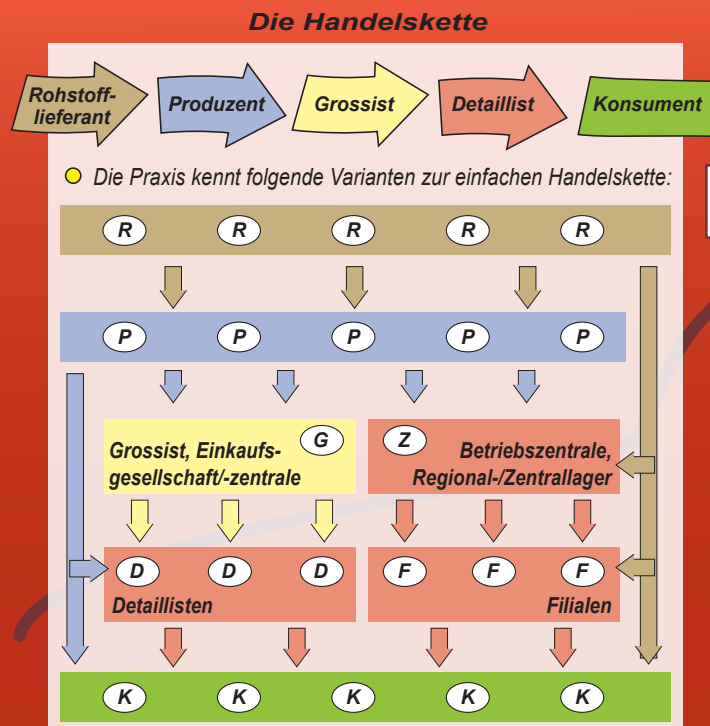 Die Handelskette
Rohstoff-
lieferant
Produzent
Grossist
Detaillist
Konsument
Die Praxis kennt folgende Varianten zur einfachen Handelskette:
R R R R R
P P P P P
G
Grossist, Einkaufs-
gesellschaft/-zentrale
Z
Betriebszentrale,
Regional-/Zentrallager
D D D
Detaillisten
F F F
Filialen
K K K K K